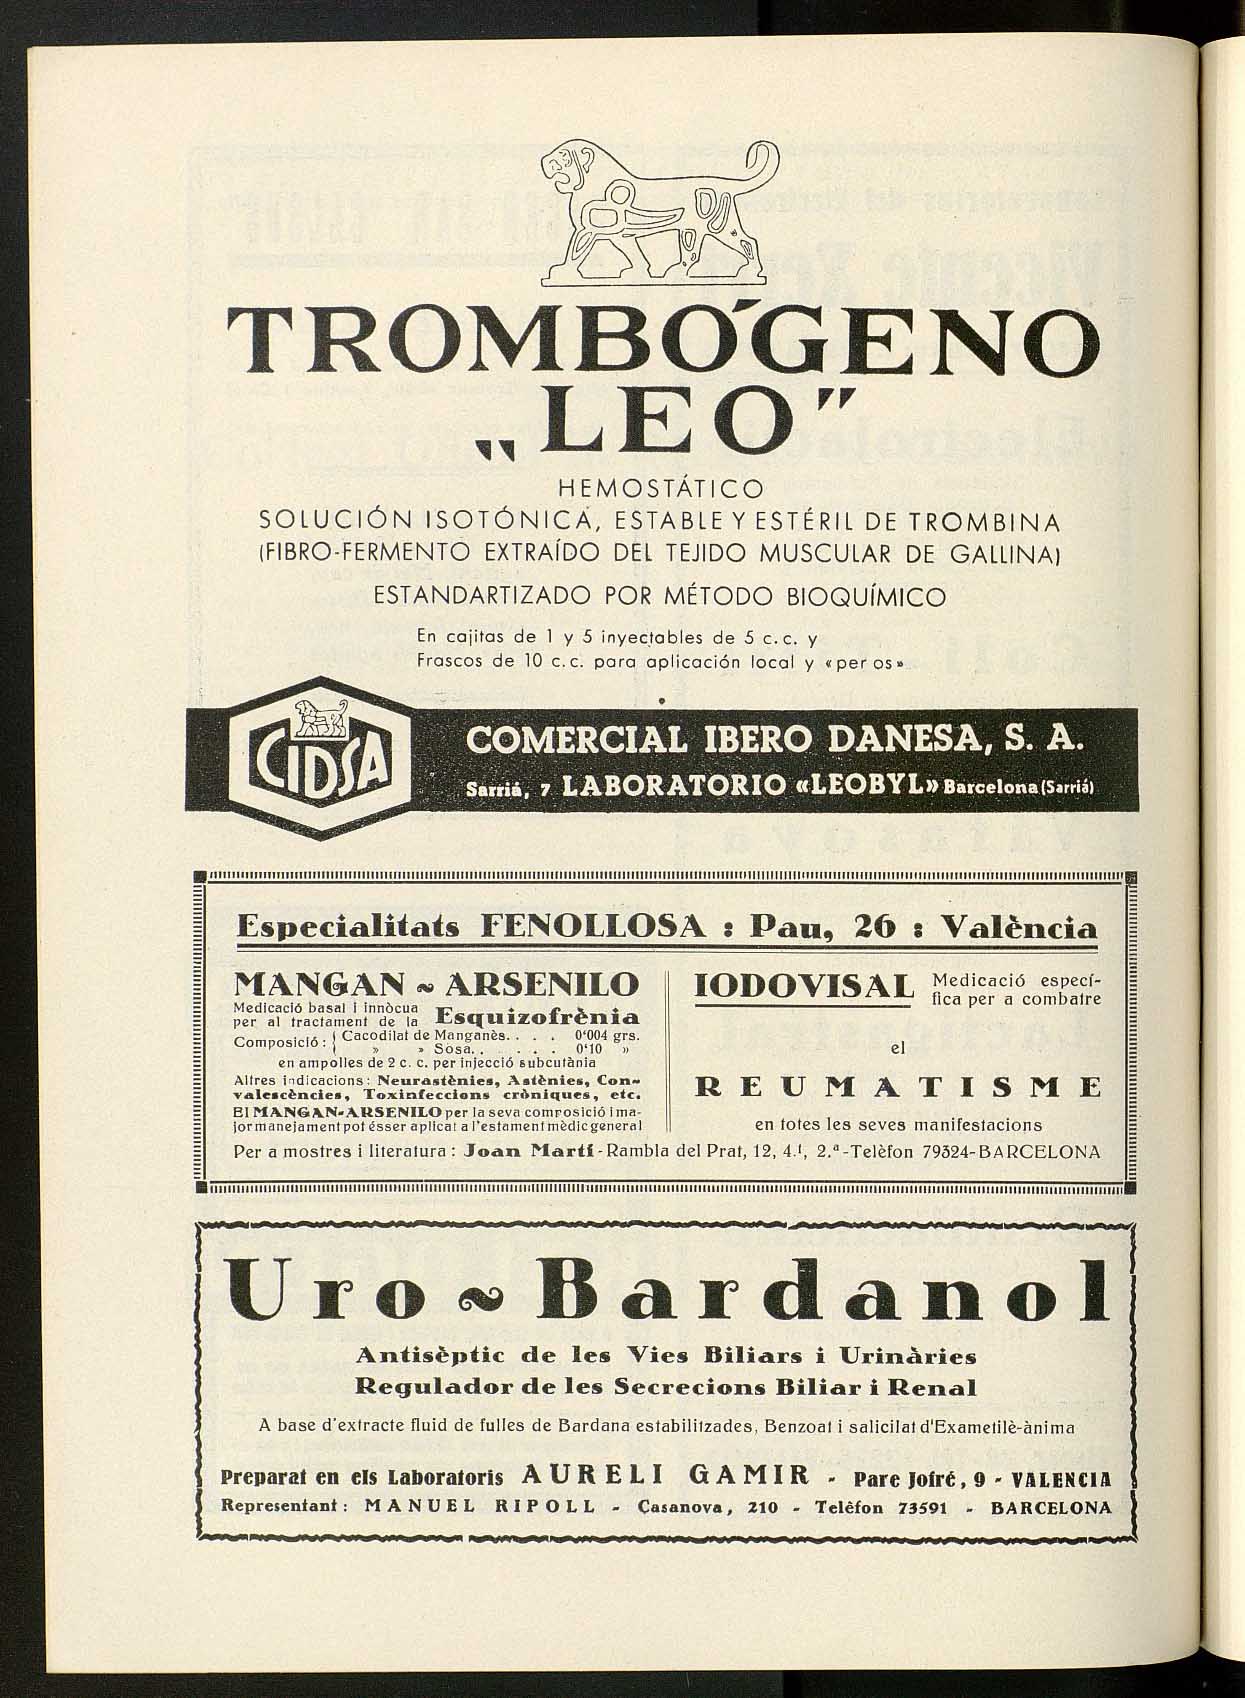 TROMBÓGENO
„LEO”
HEMOSTÁTICO
SOLUCIÓN ISOTÓNICA, ESTABLE Y ESTÉRIL DE TROMBINA
(FIBRO-FERMENTO EXTRAÍDO DEL TEJIDO MUSCULAR DE GALLINA)
ESTANDARTIZADO POR MÉTODO BIOQUÍMICO
En cajitas de 1 y 5 inyectables de 5 c.c. y
Frascos de 10 c.c. para aplicación local y «per os»
CIDSA
COMERCIAL IBERO DANESA, S. A.
Sarriá, 7 LABORATORIO «LEOBYL» Barcelona (Sarriá)
Especialitats FENOLLOSA : Pau, 26 : València
MANGAN ~ ARSENILO
Medicació basal i innòcua
per al tractament de la Esquizofrènia
Composició: { Cacodilat de Manganès. . . . 0'004 grs.
» » Sosa. . . . . . . 0'10 »
en ampolles de 2 c. c. per injecció subcutània
Altres indicacions: Neurastènies, Astènies, Con-
valescències, Toxinfeccions cròniques, etc.
El MANGAN-ARSENILO per la seva composició i ma-
jor manejament pot ésser aplicat a l'estament mèdic general
IODOVISAL Medicació especí-
fica per a combatre
el
REUMATISME
en totes les seves manifestacions
Per a mostres i literatura: Joan Martí - Rambla del Prat, 12, 4.t, 2.ª - Telèfon 79324 - BARCELONA
Uro ~ Bardanol
Antisèptic de les Vies Biliars i Urinàries
Regulador de les Secrecions Biliar i Renal
A base d'extracte fluid de fulles de Bardana estabilitzades, Benzoat i salicilat d'Exametilè-ànima
Preparat en els Laboratoris AURELI GAMIR - Parc Jofré, 9 - VALENCIA
Representant: MANUEL RIPOLL - Casanova, 210 - Telèfon 73591 - BARCELONA